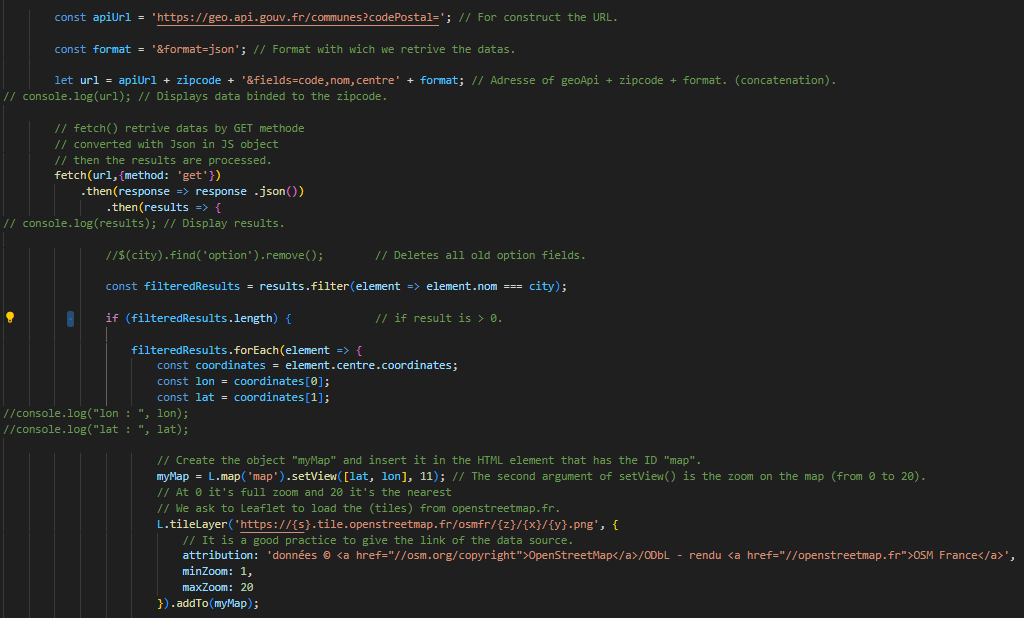 const apiUrl = 'https://geo.api.gouv.fr/communes?codePostal='; // For construct the URL.
const format = '&format=json'; // Format with wich we retrive the datas.
let url = apiUrl + zipcode + '&fields=code,nom,centre' + format; // Adresse of geoApi + zipcode + format. (concatenation).
// console.log(url); // Displays data binded to the zipcode.
// fetch() retrive datas by GET methode
// converted with Json in JS object
// then the results are processed.
fetch(url,{method: 'get'})
.then(response => response .json())
.then(results => {
// console.log(results); // Display results.
//$(city).find('option').remove(); // Deletes all old option fields.
const filteredResults = results.filter(element => element.nom === city);
if (filteredResults.length) { // if result is > 0.
filteredResults.forEach(element => {
const coordinates = element.centre.coordinates;
const lon = coordinates[0];
const lat = coordinates[1];
//console.log("lon : ", lon);
//console.log("lat : ", lat);
// Create the object "myMap" and insert it in the HTML element that has the ID "map".
myMap = L.map('map').setView([lat, lon], 11); // The second argument of setView() is the zoom on the map (from 0 to 20).
// At 0 it's full zoom and 20 it's the nearest
// We ask to Leaflet to load the (tiles) from openstreetmap.fr.
L.tileLayer('https://{s}.tile.openstreetmap.fr/osmfr/{z}/{x}/{y}.png', {
// It is a good practice to give the link of the data source.
attribution: 'données © <a href="//osm.org/copyright">OpenStreetMap</a>/ODbL - rendu <a href="//openstreetmap.fr">OSM France</a>',
minZoom: 1,
maxZoom: 20
}).addTo(myMap);